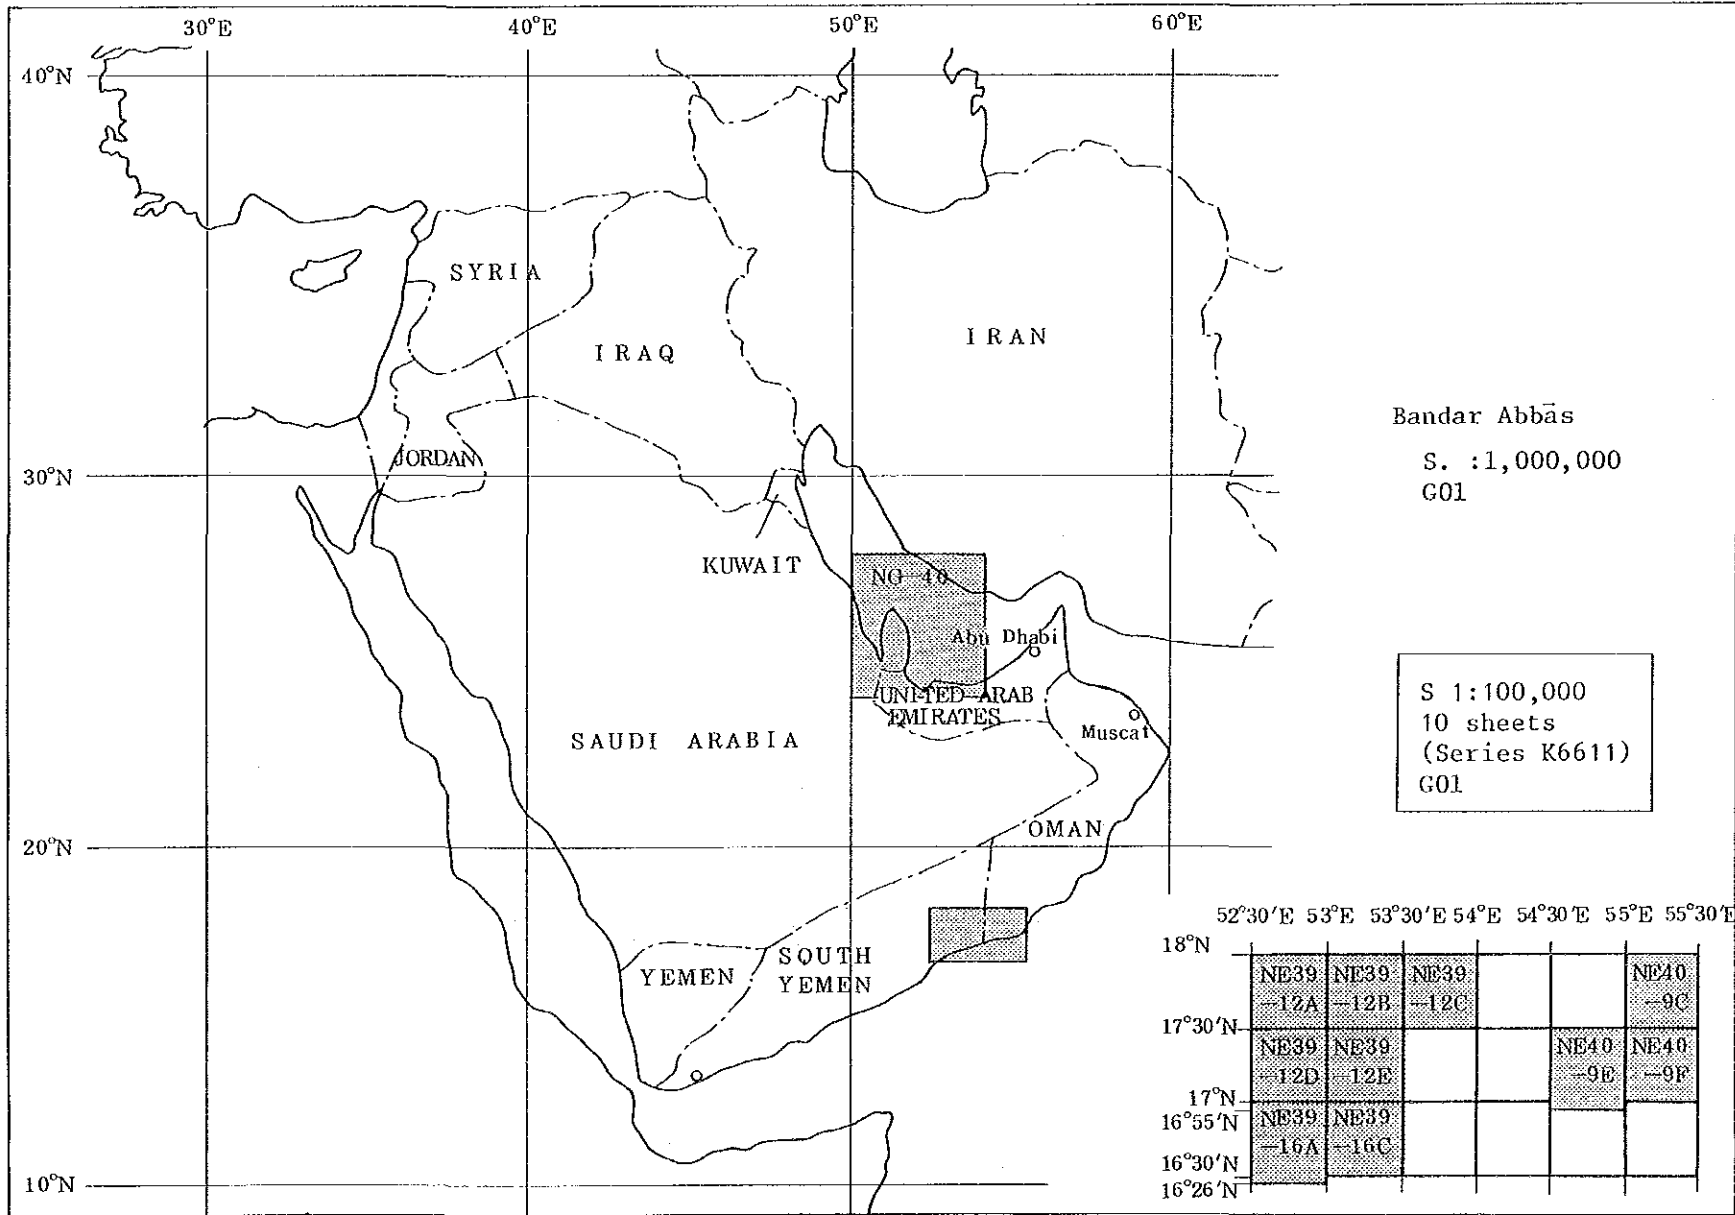 30°E 40°E 50°E 60°E
40°N
SYRIA
IRAQ
IRAN
Bandar Abbās
S. :1,000,000
G01
JORDAN
30°N
KUWAIT
NG-40
Abu Dhabi
UNITED ARAB
EMIRATES
Muscat
SAUDI ARABIA
S 1:100,000
10 sheets
(Series K6611)
G01
OMAN
20°N
SOUTH
YEMEN
YEMEN
10°N
52°30′E 53°E 53°30′E 54°E 54°30′E 55°E 55°30′E
18°N
NE39 NE39 NE39 NE40
-12A -12B -12C -9C
17°30′N
NE39 NE39 NE40 NE40
-12D -12E -9E -9F
17°N
16°55′N
NE39 NE39
-16A -16C
16°30′N
16°26′N